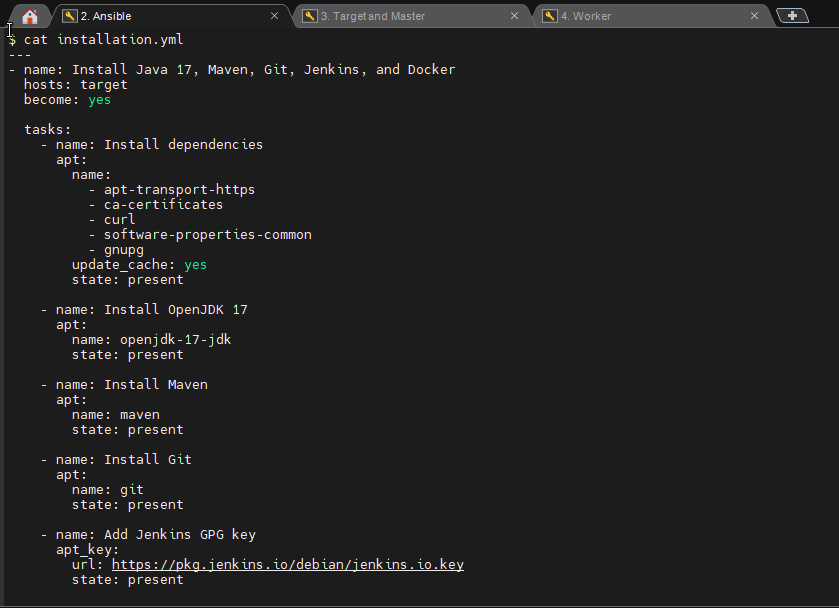 2. Ansible
3. Target and Master
4. Worker
$ cat installation.yml
---
- name: Install Java 17, Maven, Git, Jenkins, and Docker
  hosts: target
  become: yes

  tasks:
    - name: Install dependencies
      apt:
        name:
          - apt-transport-https
          - ca-certificates
          - curl
          - software-properties-common
          - gnupg
        update_cache: yes
        state: present

    - name: Install OpenJDK 17
      apt:
        name: openjdk-17-jdk
        state: present

    - name: Install Maven
      apt:
        name: maven
        state: present

    - name: Install Git
      apt:
        name: git
        state: present

    - name: Add Jenkins GPG key
      apt_key:
        url: https://pkg.jenkins.io/debian/jenkins.io.key
        state: present